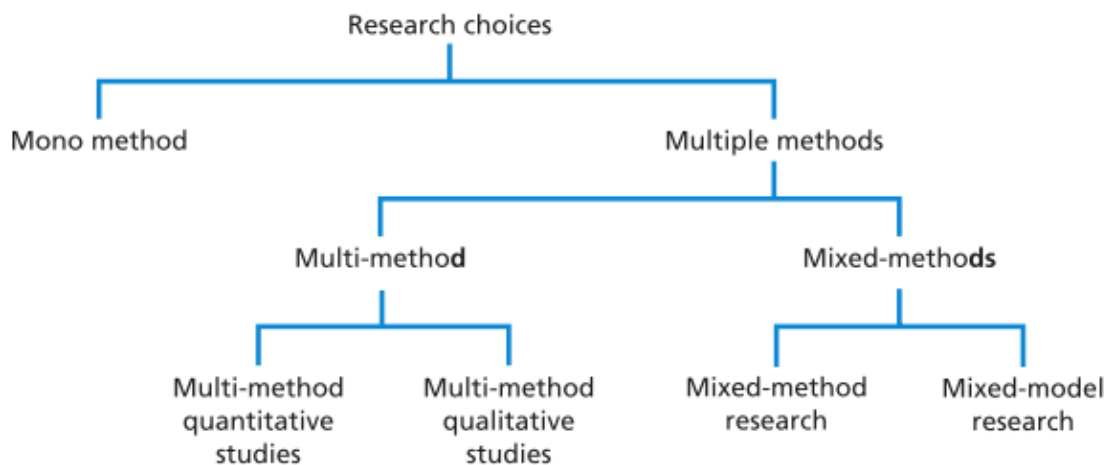 Research choices
Mono method
Multiple methods
Multi-method
Mixed-methods
Multi-method
quantitative
studies
Multi-method
qualitative
studies
Mixed-method
research
Mixed-model
research